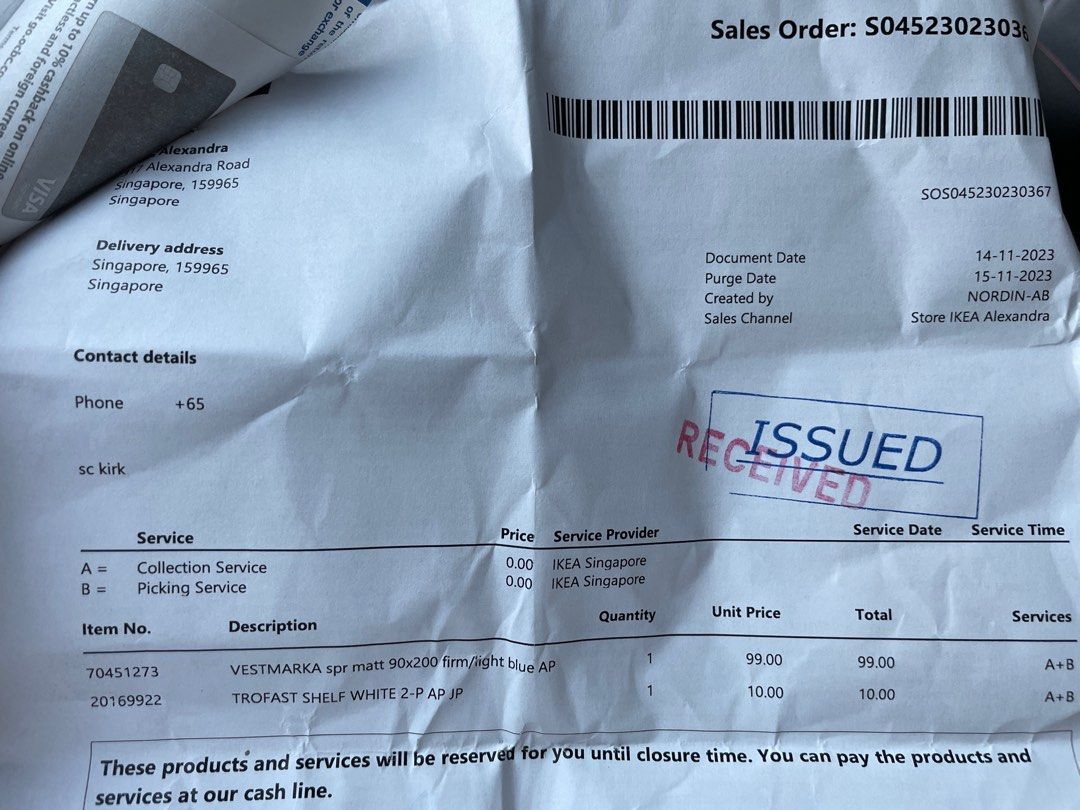 Sales Order: S04523023036
SOS045230230367
Alexandra
Alexandra Road
Singapore, 159965
Singapore
Delivery address
Singapore, 159965
Singapore
Document Date 14-11-2023
Purge Date 15-11-2023
Created by NORDIN-AB
Sales Channel Store IKEA Alexandra
Contact details
Phone +65
sc kirk
ISSUED
RECEIVED
Service Price Service Provider Service Date Service Time
A = Collection Service 0.00 IKEA Singapore
B = Picking Service 0.00 IKEA Singapore
Item No. Description Quantity Unit Price Total Services
70451273 VESTMARKA spr matt 90x200 firm/light blue AP 1 99.00 99.00 A+B
20169922 TROFAST SHELF WHITE 2-P AP JP 1 10.00 10.00 A+B
These products and services will be reserved for you until closure time. You can pay the products and
services at our cash line.
of the
or exchange
up to 10% cashback on online
and foreign
VISA